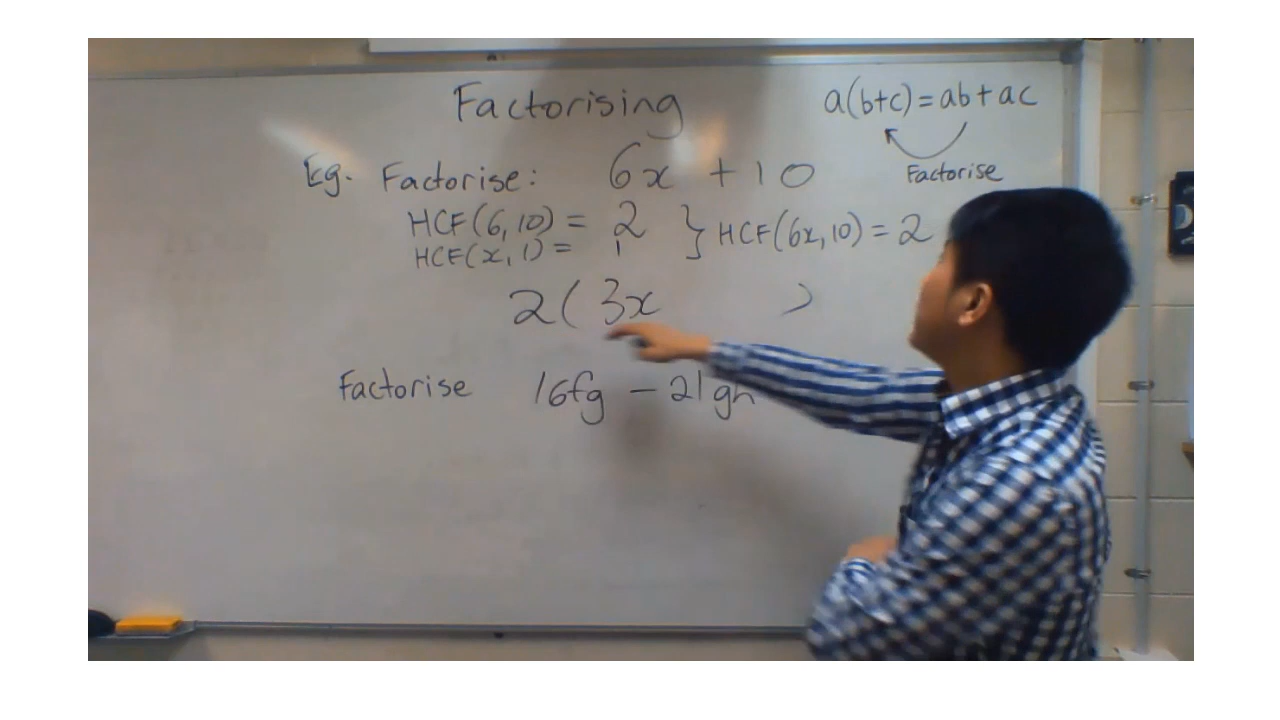 Factorising
a(b+c) = ab + ac
Factorise
Eg. Factorise: 6x + 10
HCF(6, 10) = 2 } HCF(6x, 10) = 2
HCF(x, 1) = 1
2( 3x )
Factorise 16fg - 21gh